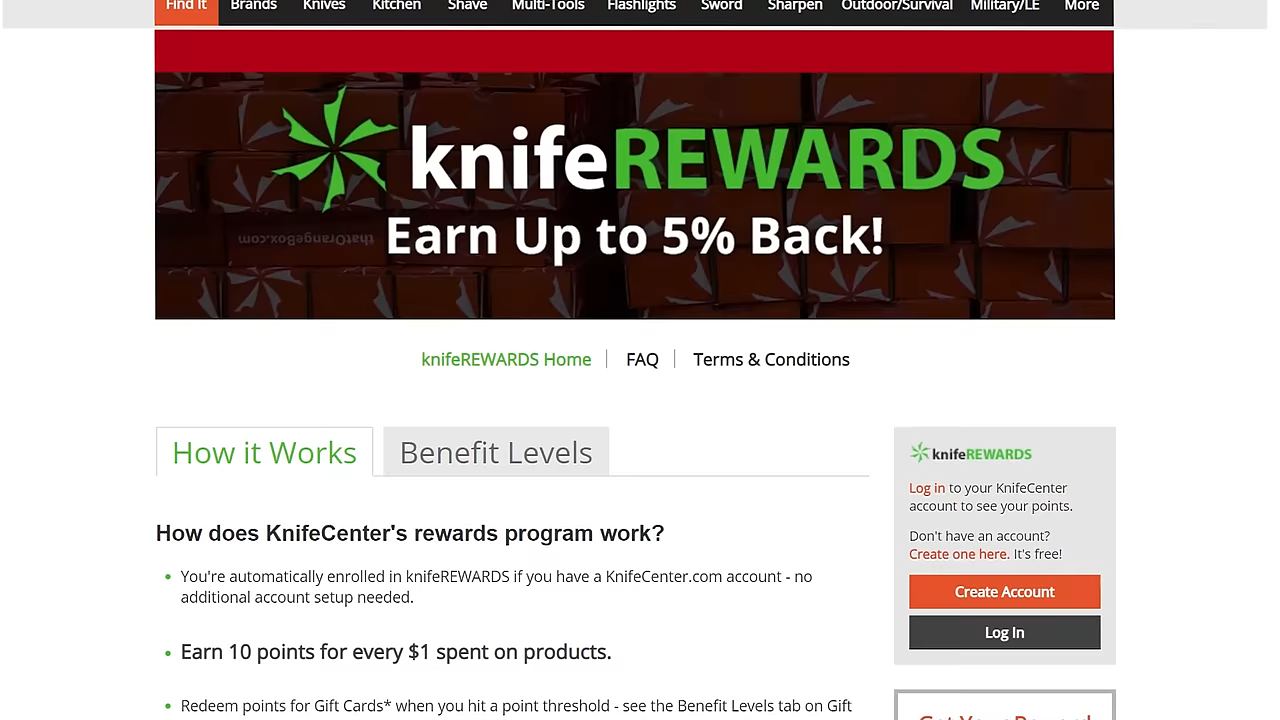 Find It Brands Knives Kitchen Shave Multi-Tools Flashlights Sword Sharpen Outdoor/Survival Military/LE More
knifeREWARDS
thatOrangeBox.com
Earn Up to 5% Back!
knifeREWARDS Home FAQ Terms & Conditions
How it Works Benefit Levels
How does KnifeCenter's rewards program work?
• You're automatically enrolled in knifeREWARDS if you have a KnifeCenter.com account - no
additional account setup needed.
• Earn 10 points for every $1 spent on products.
• Redeem points for Gift Cards* when you hit a point threshold - see the Benefit Levels tab on Gift
knifeREWARDS
Log in to your KnifeCenter
account to see your points.
Don't have an account?
Create one here. It's free!
Create Account
Log In
Get Your Reward